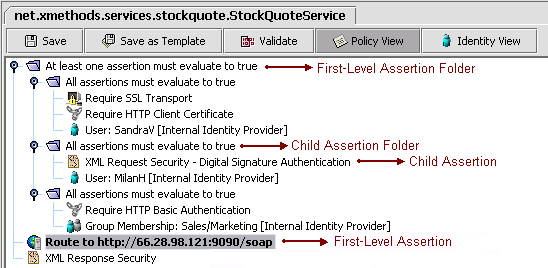 net.xmethods.services.stockquote.StockQuoteService
Save Save as Template Validate Policy View Identity View
At least one assertion must evaluate to true First-Level Assertion Folder
All assertions must evaluate to true
Require SSL Transport
Require HTTP Client Certificate
User: SandraV [Internal Identity Provider]
All assertions must evaluate to true Child Assertion Folder
XML Request Security - Digital Signature Authentication Child Assertion
User: MilanH [Internal Identity Provider]
All assertions must evaluate to true
Require HTTP Basic Authentication
Group Membership: Sales/Marketing [Internal Identity Provider]
Route to http://66.28.98.121:9090/soap First-Level Assertion
XML Response Security